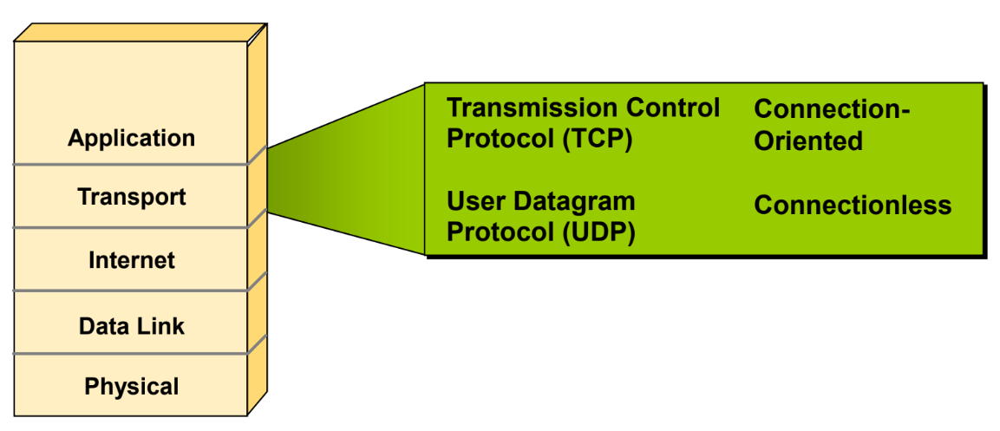 Application
Transport
Internet
Data Link
Physical
Transmission Control
Protocol (TCP)
Connection-
Oriented
User Datagram
Protocol (UDP)
Connectionless